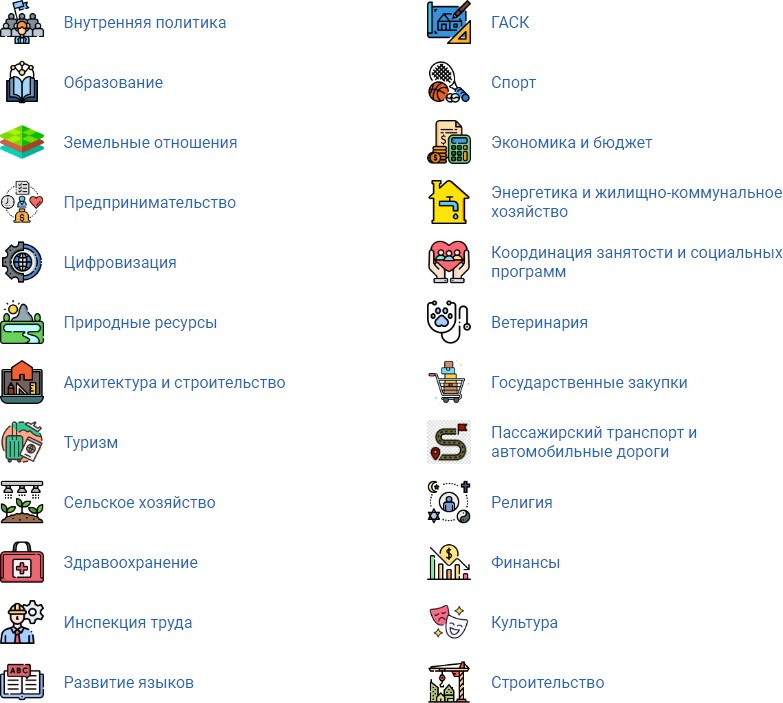 Внутренняя политика
Образование
Земельные отношения
Предпринимательство
Цифровизация
Природные ресурсы
Архитектура и строительство
Туризм
Сельское хозяйство
Здравоохранение
Инспекция труда
ABC
Развитие языков
ГАСК
Спорт
Экономика и бюджет
Энергетика и жилищно-коммунальное
хозяйство
Координация занятости и социальных
программ
Ветеринария
Государственные закупки
Пассажирский транспорт и
автомобильные дороги
Религия
Финансы
Культура
Строительство